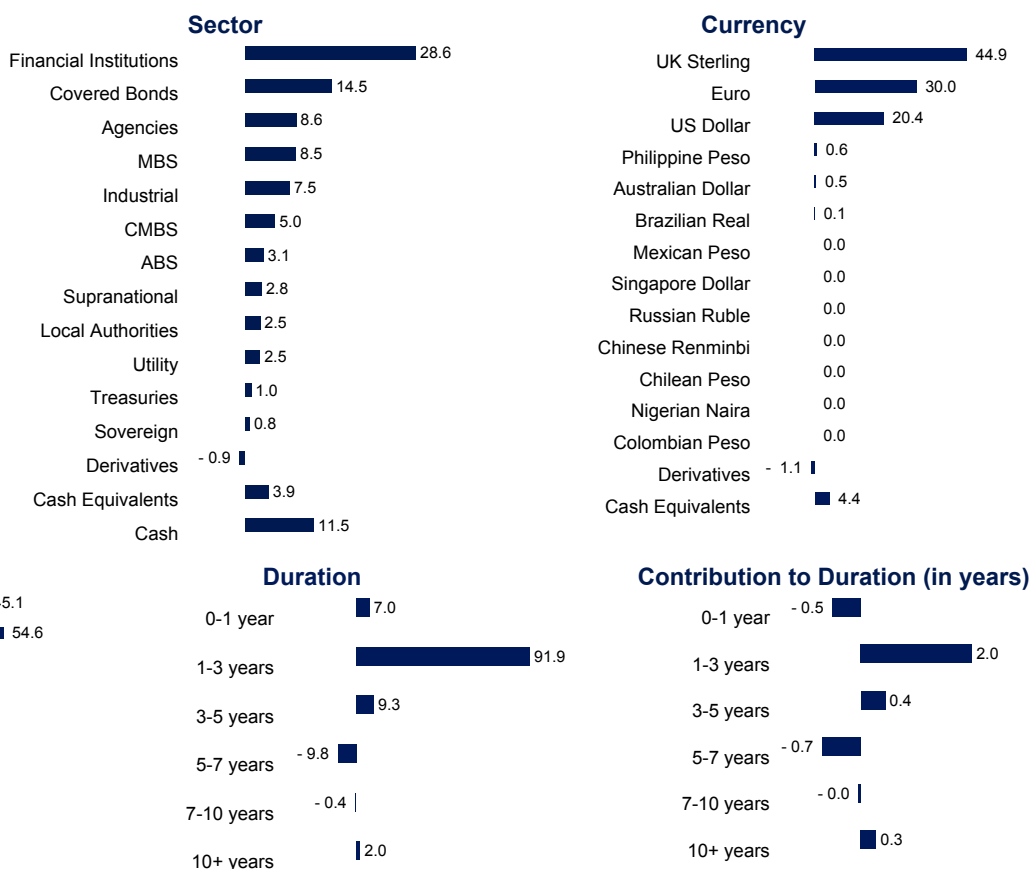 Sector
Financial Institutions 28.6
Covered Bonds 14.5
Agencies 8.6
MBS 8.5
Industrial 7.5
CMBS 5.0
ABS 3.1
Supranational 2.8
Local Authorities 2.5
Utility 2.5
Treasuries 1.0
Sovereign 0.8
Derivatives - 0.9
Cash Equivalents 3.9
Cash 11.5
Currency
UK Sterling 44.9
Euro 30.0
US Dollar 20.4
Philippine Peso 0.6
Australian Dollar 0.5
Brazilian Real 0.1
Mexican Peso 0.0
Singapore Dollar 0.0
Russian Ruble 0.0
Chinese Renminbi 0.0
Chilean Peso 0.0
Nigerian Naira 0.0
Colombian Peso 0.0
Derivatives - 1.1
Cash Equivalents 4.4
5.1
54.6
Duration
0-1 year 7.0
1-3 years 91.9
3-5 years 9.3
5-7 years - 9.8
7-10 years - 0.4
10+ years 2.0
Contribution to Duration (in years)
0-1 year - 0.5
1-3 years 2.0
3-5 years 0.4
5-7 years - 0.7
7-10 years - 0.0
10+ years 0.3